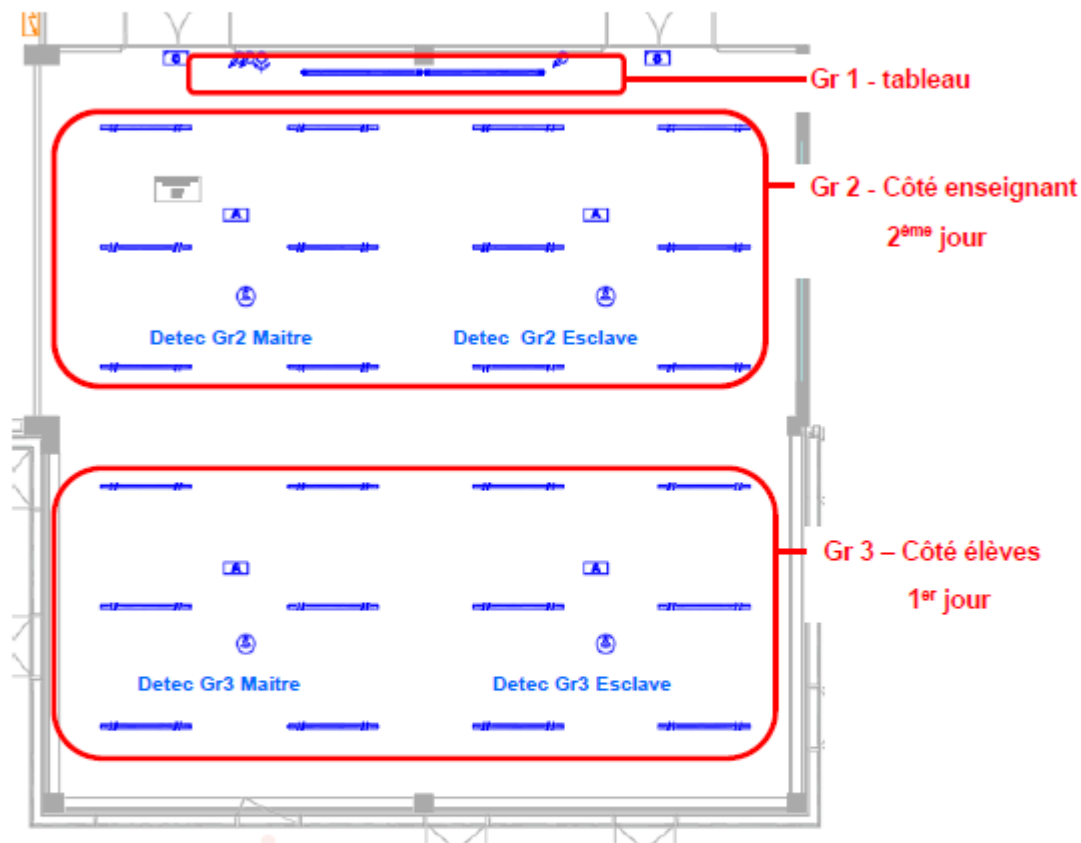 Gr 1 - tableau
Gr 2 - Côté enseignant
2ème jour
A A
Detec Gr2 Maitre Detec Gr2 Esclave
Gr 3 – Côté élèves
1er jour
A A
Detec Gr3 Maitre Detec Gr3 Esclave